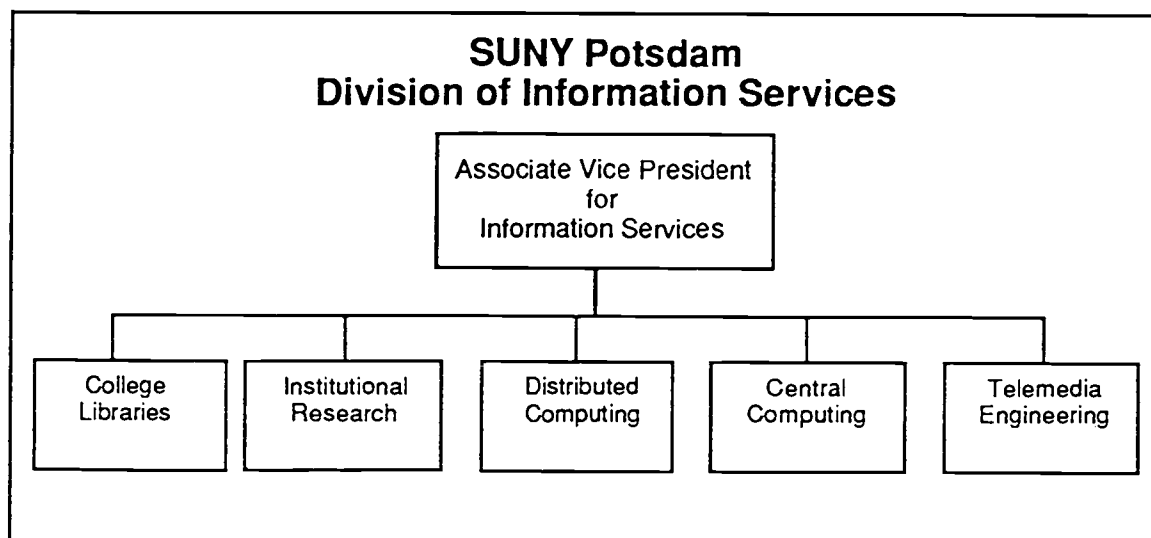 SUNY Potsdam
Division of Information Services
Associate Vice President
for
Information Services
College
Libraries
Institutional
Research
Distributed
Computing
Central
Computing
Telemedia
Engineering